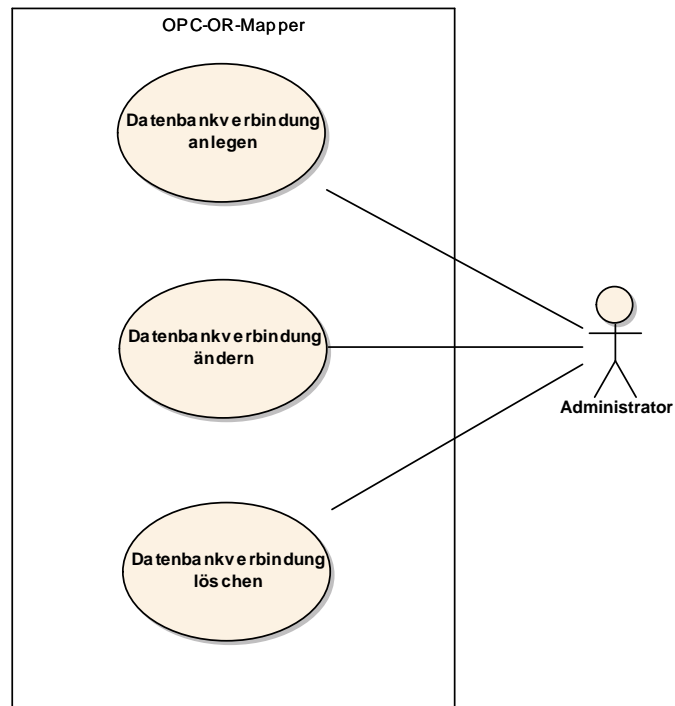 OPC-OR-Mapper
Datenbankverbindung
anlegen
Datenbankverbindung
ändern
Administrator
Datenbankverbindung
löschen